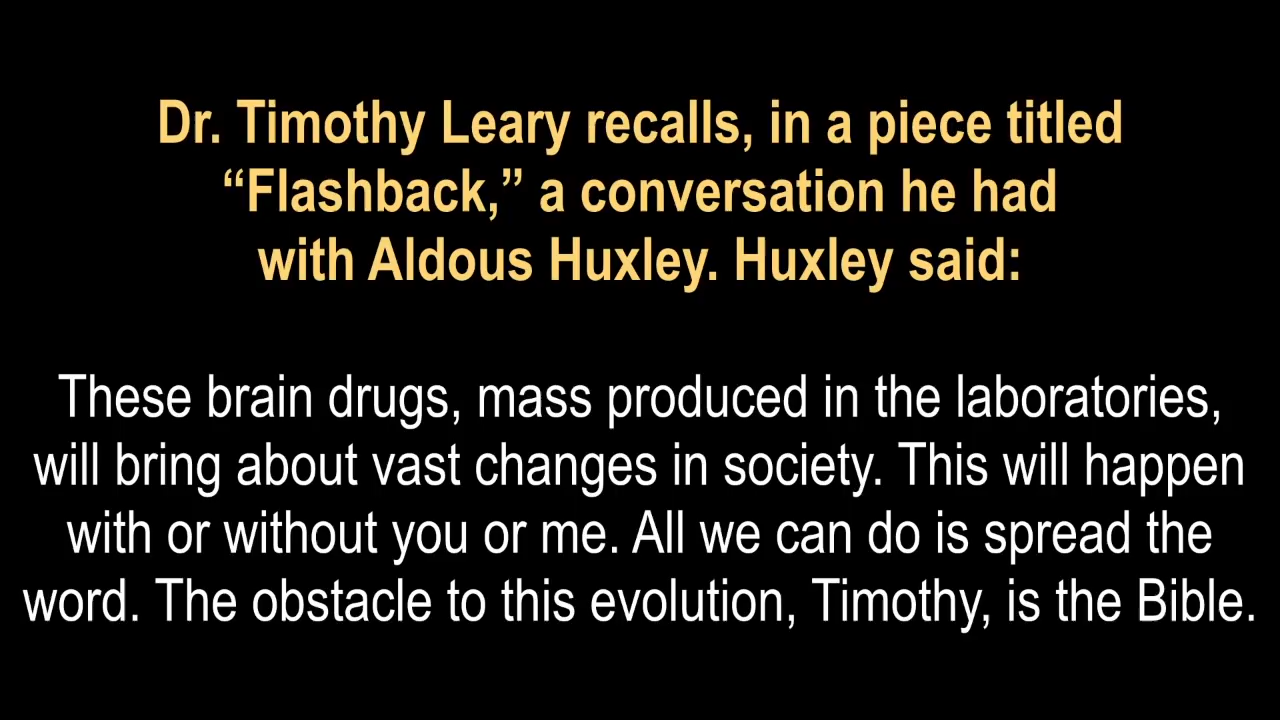 Dr. Timothy Leary recalls, in a piece titled
“Flashback,” a conversation he had
with Aldous Huxley. Huxley said:
These brain drugs, mass produced in the laboratories,
will bring about vast changes in society. This will happen
with or without you or me. All we can do is spread the
word. The obstacle to this evolution, Timothy, is the Bible.